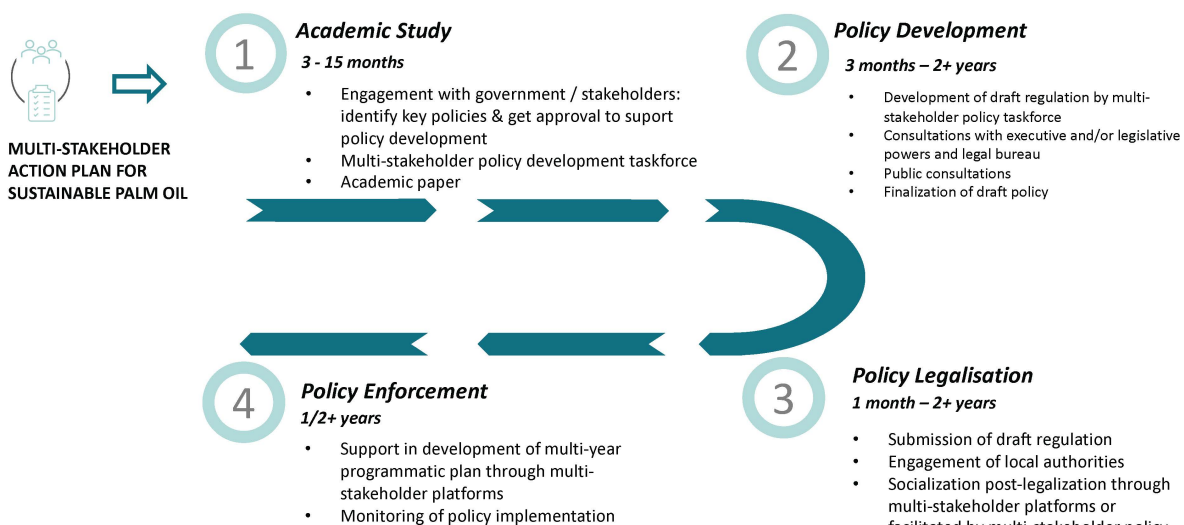 MULTI-STAKEHOLDER
ACTION PLAN FOR
SUSTAINABLE PALM OIL
1
Academic Study
3 - 15 months
• Engagement with government / stakeholders:
identify key policies & get approval to suport
policy development
• Multi-stakeholder policy development taskforce
• Academic paper
2
Policy Development
3 months – 2+ years
• Development of draft regulation by multi-
stakeholder policy taskforce
• Consultations with executive and/or legislative
powers and legal bureau
• Public consultations
• Finalization of draft policy
3
Policy Legalisation
1 month – 2+ years
• Submission of draft regulation
• Engagement of local authorities
• Socialization post-legalization through
multi-stakeholder platforms or
facilitated by multi-stakeholder policy
4
Policy Enforcement
1/2+ years
• Support in development of multi-year
programmatic plan through multi-
stakeholder platforms
• Monitoring of policy implementation